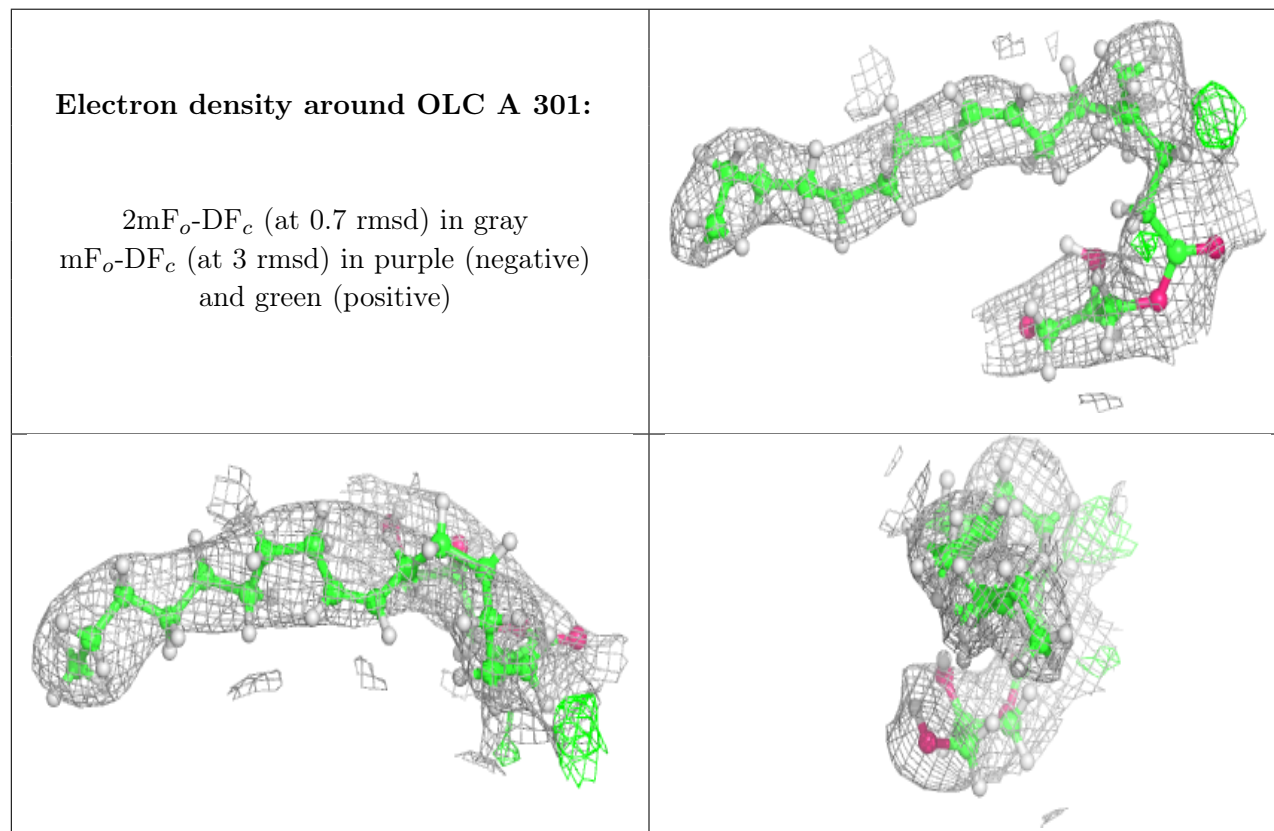 Electron density around OLC A 301:
2mFₒ-DF𝒸 (at 0.7 rmsd) in gray
mFₒ-DF𝒸 (at 3 rmsd) in purple (negative)
and green (positive)